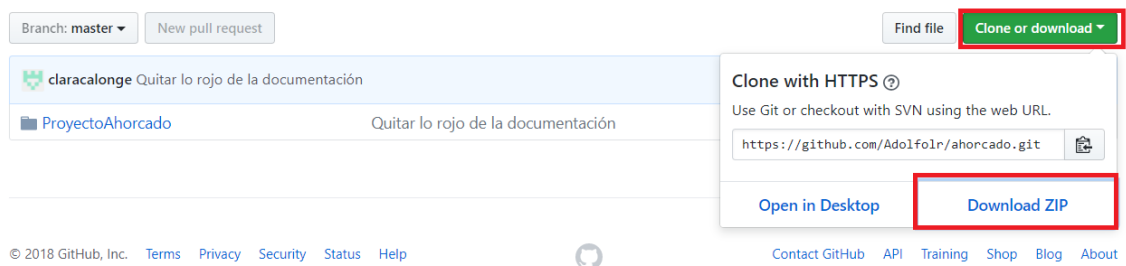 Branch: master New pull request Find file Clone or download
claracalonge Quitar lo rojo de la documentación
Clone with HTTPS
Use Git or checkout with SVN using the web URL.
ProyectoAhorcado Quitar lo rojo de la documentación
https://github.com/Adolfolr/ahorcado.git
Open in Desktop Download ZIP
© 2018 GitHub, Inc. Terms Privacy Security Status Help Contact GitHub API Training Shop Blog About